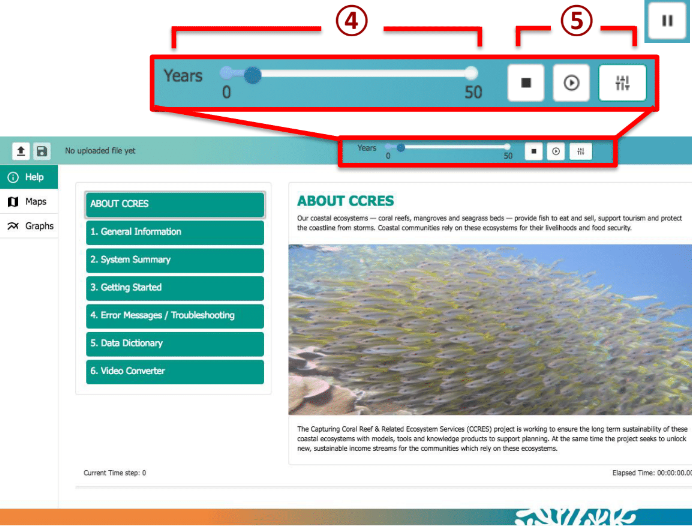 ④
⑤
Years
0
50
No uploaded file yet
Years
0
50
Help
Maps
Graphs
ABOUT CCRES
1. General Information
2. System Summary
3. Getting Started
4. Error Messages / Troubleshooting
5. Data Dictionary
6. Video Converter
ABOUT CCRES
Our coastal ecosystems — coral reefs, mangroves and seagrass beds — provide fish to eat and sell, support tourism and protect
the coastline from storms. Coastal communities rely on these ecosystems for their livelihoods and food security.
The Capturing Coral Reef & Related Ecosystem Services (CCRES) project is working to ensure the long term sustainability of these
coastal ecosystems with models, tools and knowledge products to support planning. At the same time the project seeks to unlock
new, sustainable income streams for the communities which rely on these ecosystems.
Current Time step: 0
Elapsed Time: 00:00:00.00